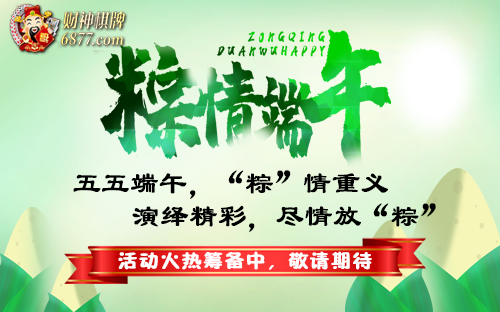 财神棋牌
6877.com
ZONGQING
DUANWUHAPPY
粽情端午
五五端午，“粽”情重义
演绎精彩，尽情放“粽”
活动火热筹备中，敬请期待